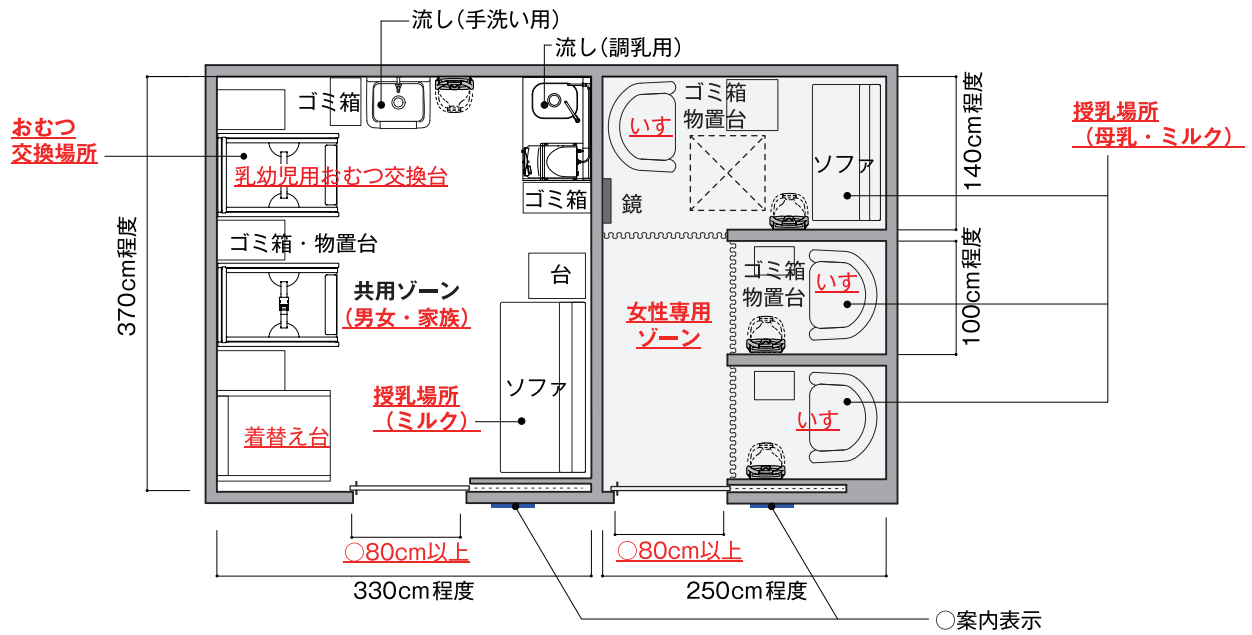 流し(手洗い用)
流し(調乳用)
ゴミ箱
ゴミ箱
物置台
いす
ソファ
140cm程度
授乳場所
(母乳・ミルク)
おむつ
交換場所
乳幼児用おむつ交換台
ゴミ箱
鏡
ゴミ箱・物置台
台
370cm程度
共用ゾーン
(男女・家族)
女性専用
ゾーン
ゴミ箱
物置台
いす
100cm程度
ソファ
授乳場所
(ミルク)
着替え台
いす
○80cm以上
○80cm以上
330cm程度
250cm程度
○案内表示